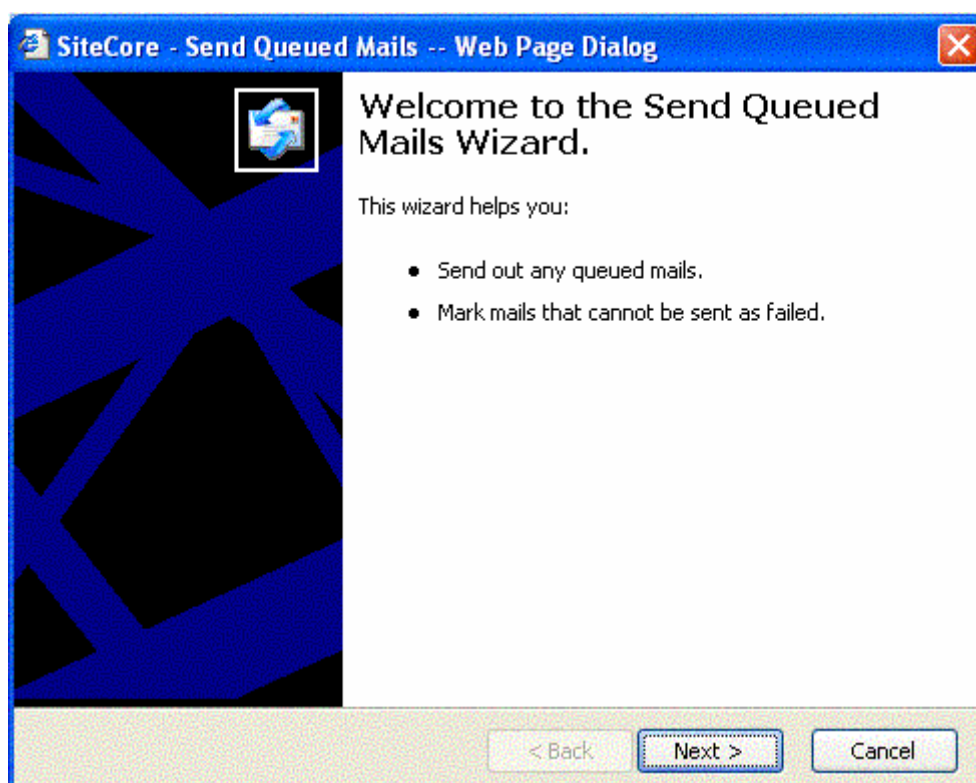 SiteCore - Send Queued Mails -- Web Page Dialog
Welcome to the Send Queued
Mails Wizard.
This wizard helps you:
● Send out any queued mails.
● Mark mails that cannot be sent as failed.
< Back Next > Cancel